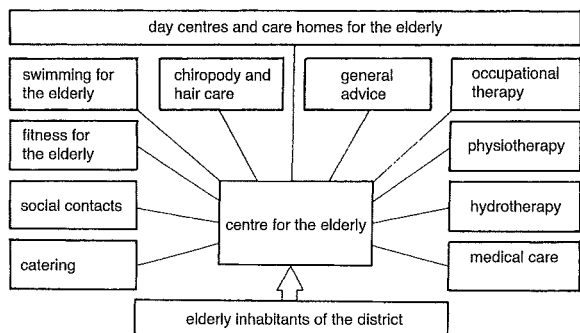 day centres and care homes for the elderly
swimming for
the elderly
chiropody and
hair care
general
advice
occupational
therapy
fitness for
the elderly
physiotherapy
social contacts
centre for the elderly
hydrotherapy
catering
medical care
elderly inhabitants of the district